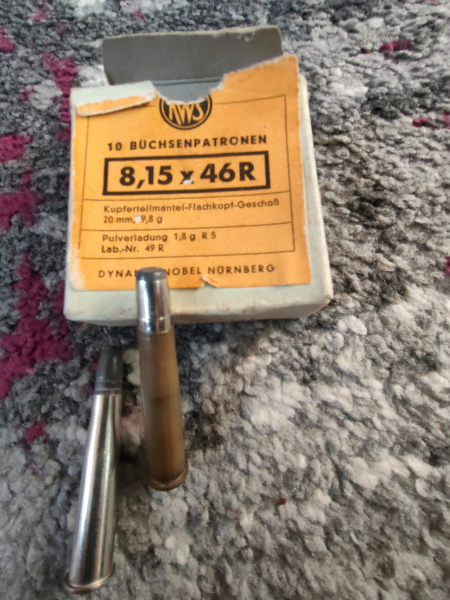 RWS
10 BÜCHSENPATRONEN
8,15 x 46R
Kupferteilmantel-Flachkopf-Geschoß
20 mm, 9,8 g
Pulverladung 1,8 g R 5
Lab.-Nr. 49 R
NOBEL NÜRNBERG